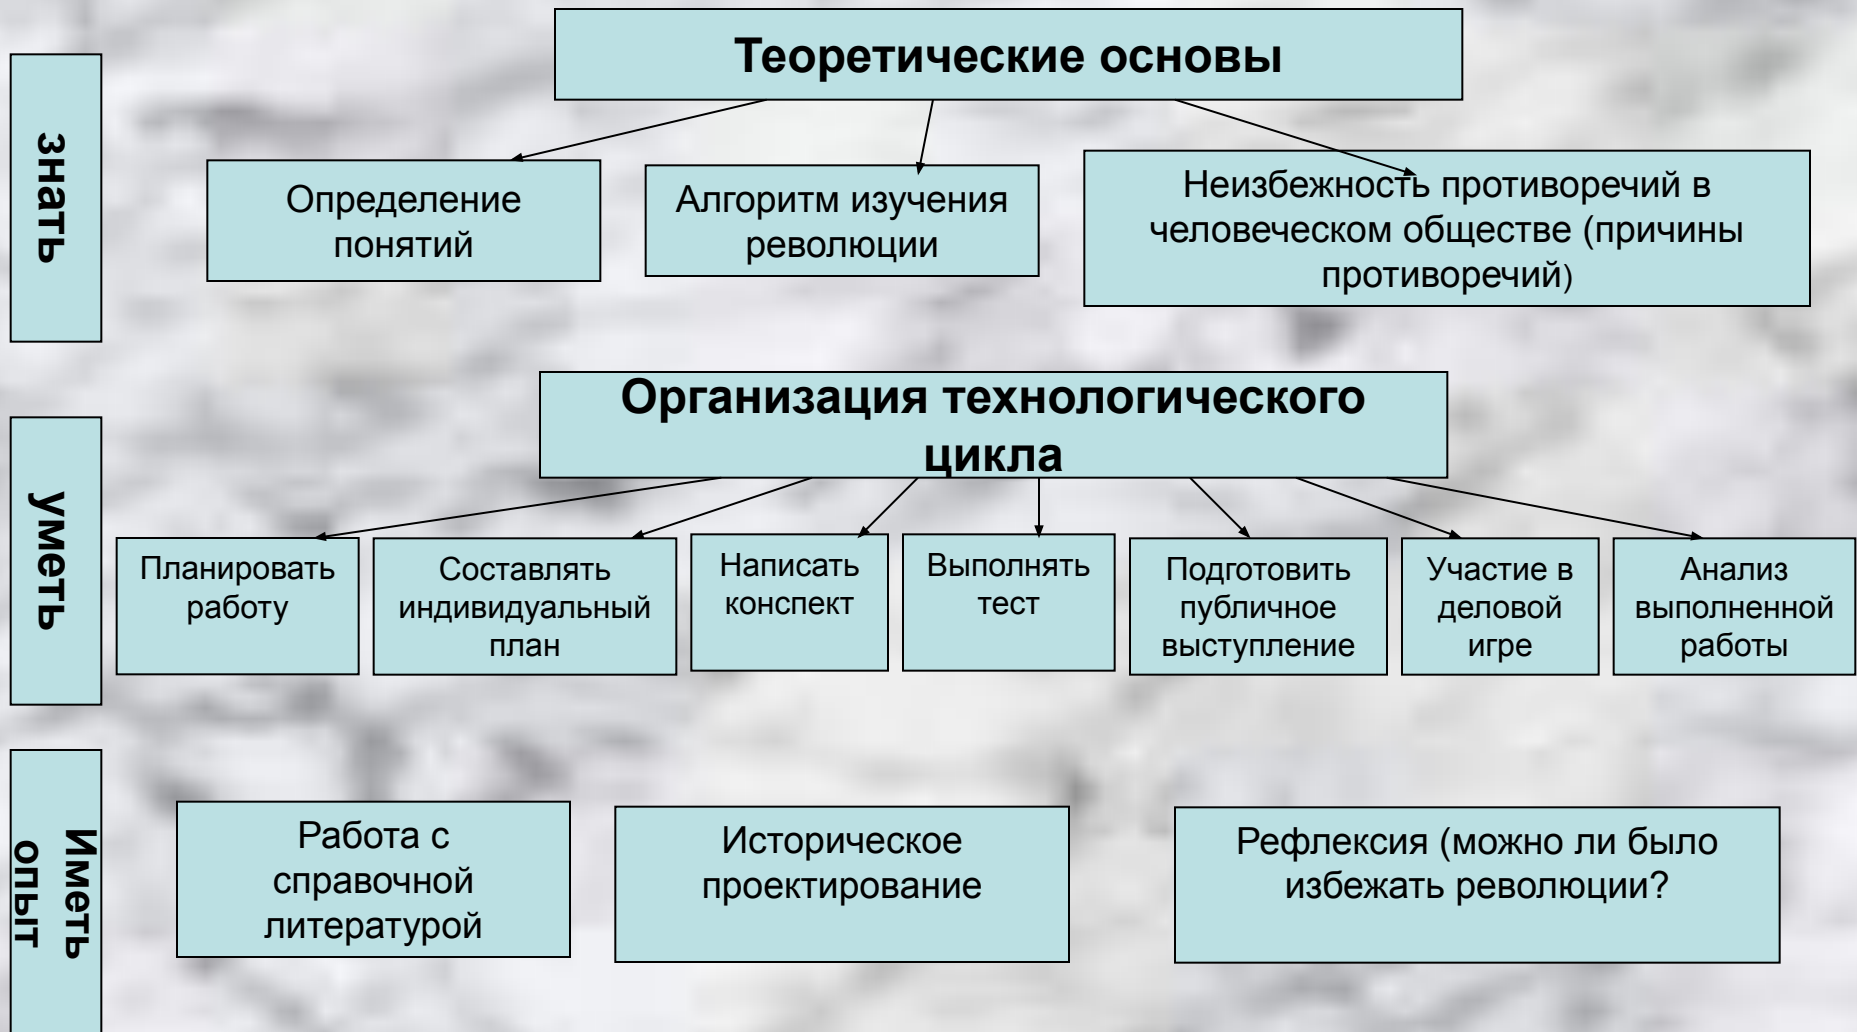 знать
Теоретические основы
Определение
понятий
Алгоритм изучения
революции
Неизбежность противоречий в
человеческом обществе (причины
противоречий)
уметь
Организация технологического
цикла
Планировать
работу
Составлять
индивидуальный
план
Написать
конспект
Выполнять
тест
Подготовить
публичное
выступление
Участие в
деловой
игре
Анализ
выполненной
работы
Иметь
опыт
Работа с
справочной
литературой
Историческое
проектирование
Рефлексия (можно ли было
избежать революции?